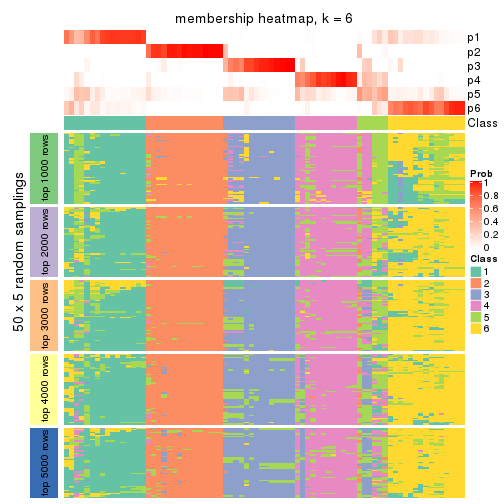 membership heatmap, k = 6
p1
p2
p3
p4
p5
p6
Class
50 x 5 random samplings
top 1000 rows
top 2000 rows
top 3000 rows
top 4000 rows
top 5000 rows
Prob
1
0.8
0.6
0.4
0.2
0
Class
1
2
3
4
5
6